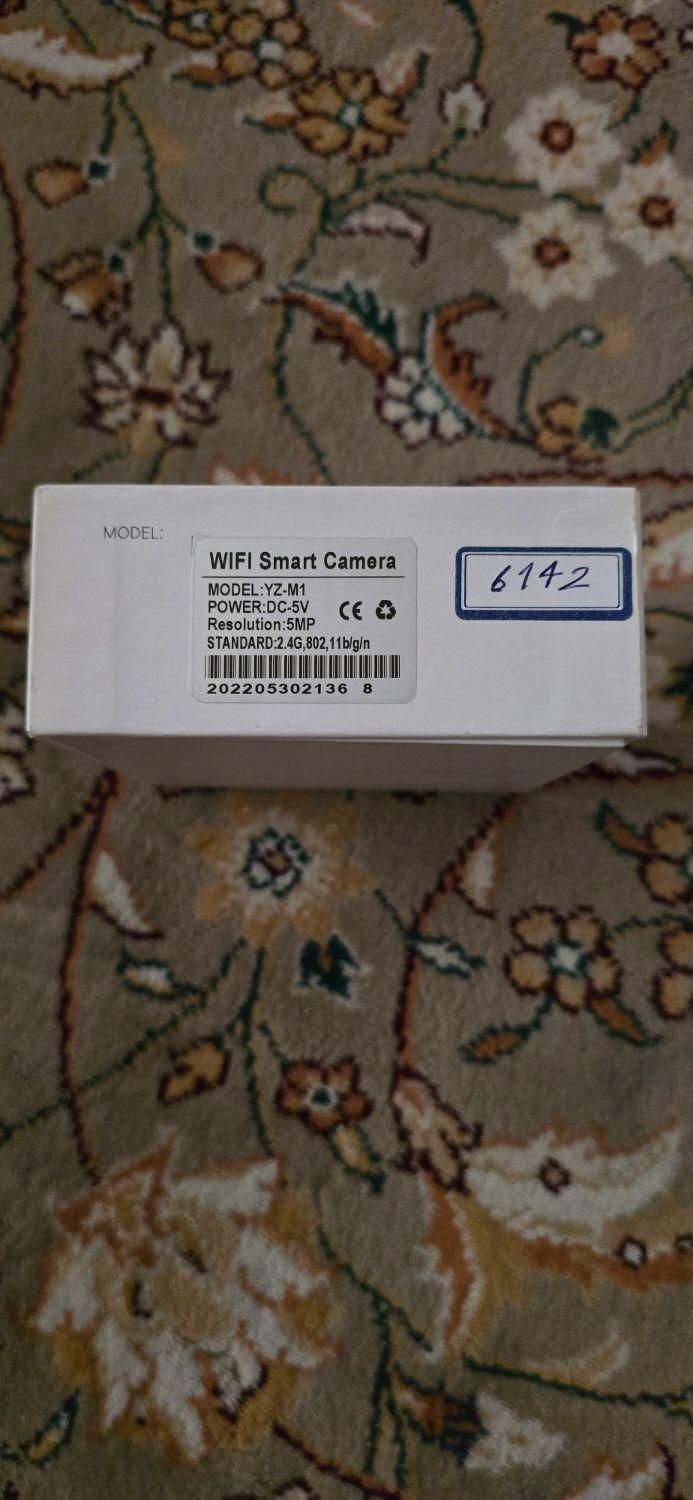 MODEL:
WIFI Smart Camera
MODEL:YZ-M1
POWER:DC-5V
Resolution:5MP
STANDARD:2.4G,802,11b/g/n
202205302136 8
6142